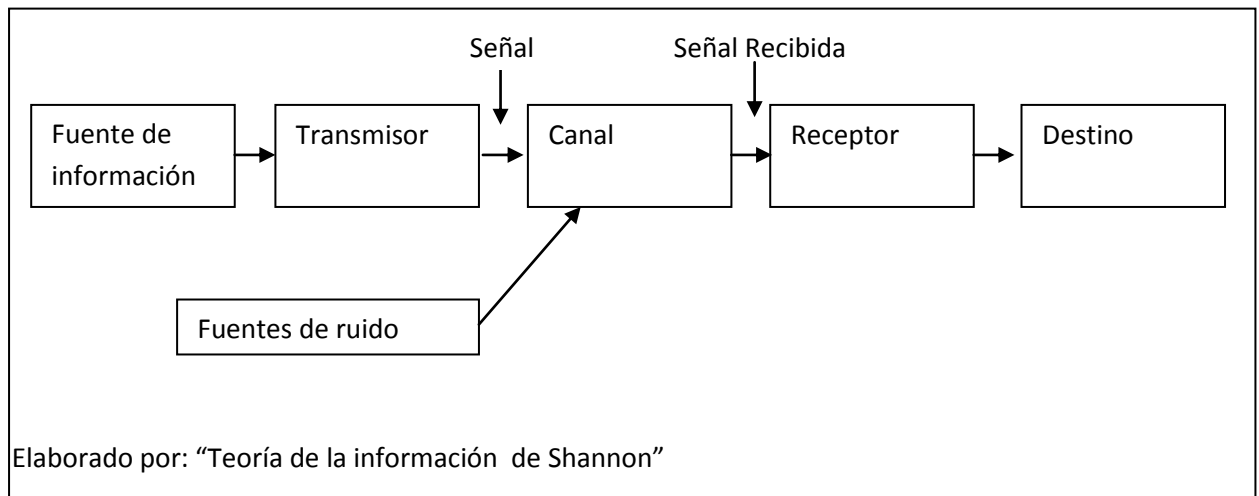 Señal
Señal Recibida
Fuente de
información
Transmisor
Canal
Receptor
Destino
Fuentes de ruido
Elaborado por: “Teoría de la información  de Shannon”